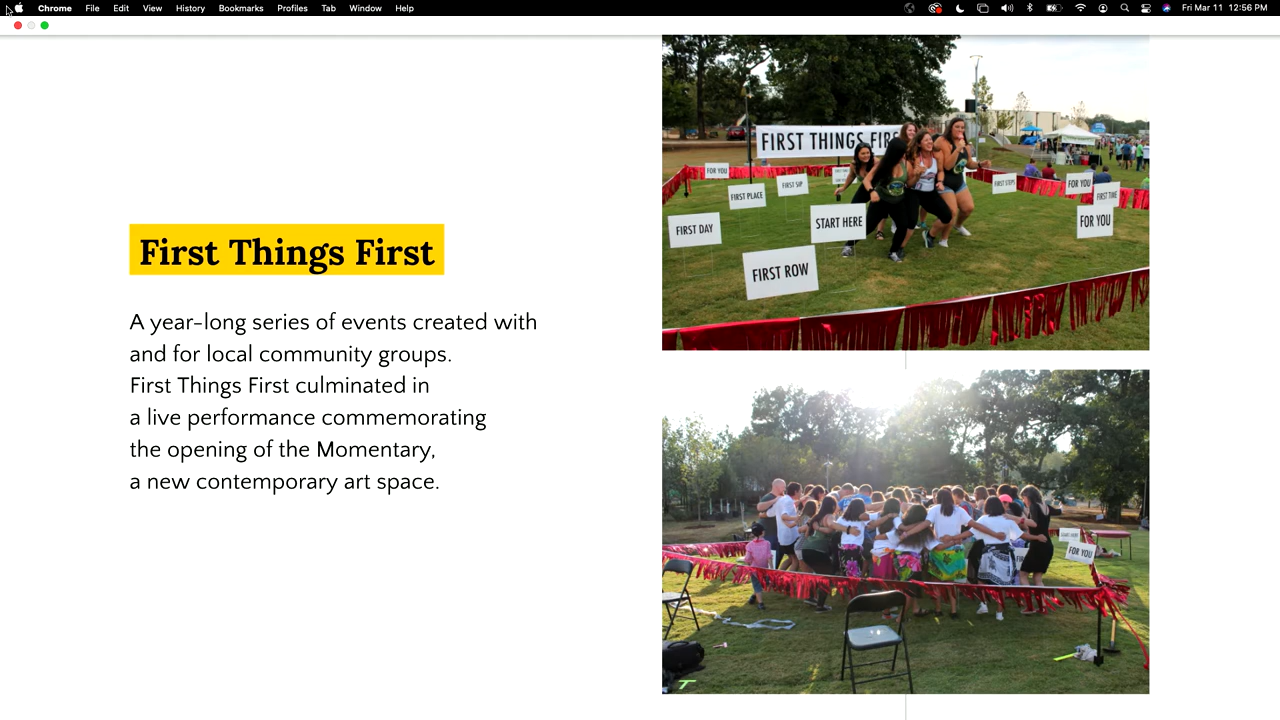 Chrome File Edit View History Bookmarks Profiles Tab Window Help Fri Mar 11 12:56 PM
First Things First
A year-long series of events created with
and for local community groups.
First Things First culminated in
a live performance commemorating
the opening of the Momentary,
a new contemporary art space.
FIRST THINGS FIRS
FOR YOU
FIRST PLACE
FIRST SIP
FIRST STEPS
FOR YOU
FIRST TIME
FIRST DAY
START HERE
FOR YOU
FIRST ROW
FOR YOU